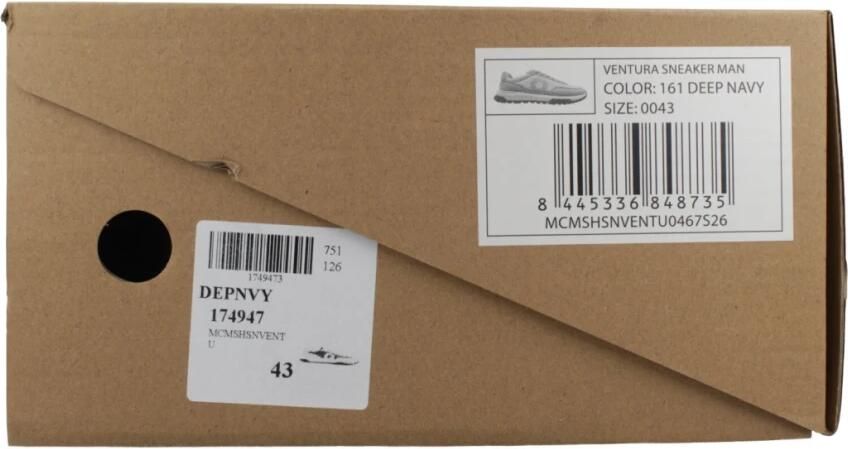 VENTURA SNEAKER MAN
COLOR: 161 DEEP NAVY
SIZE: 0043
8 445336 848735
MCMSHSNVENTU0467S26
751
126
1749473
DEPNVY
174947
MCMSHSNVENT
U
43